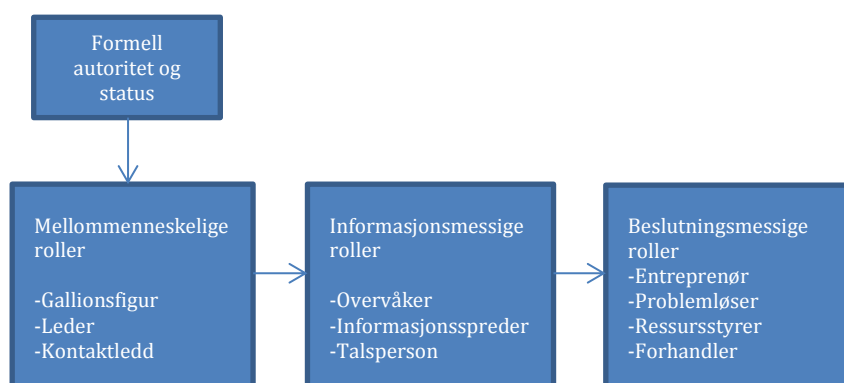 Formell
autoritet og
status
Mellommenneskelige
roller
-Gallionsfigur
-Leder
-Kontaktledd
Informasjonsmessige
roller
-Overvåker
-Informasjonsspreder
-Talsperson
Beslutningsmessige
roller
-Entreprenør
-Problemløser
-Ressursstyrer
-Forhandler